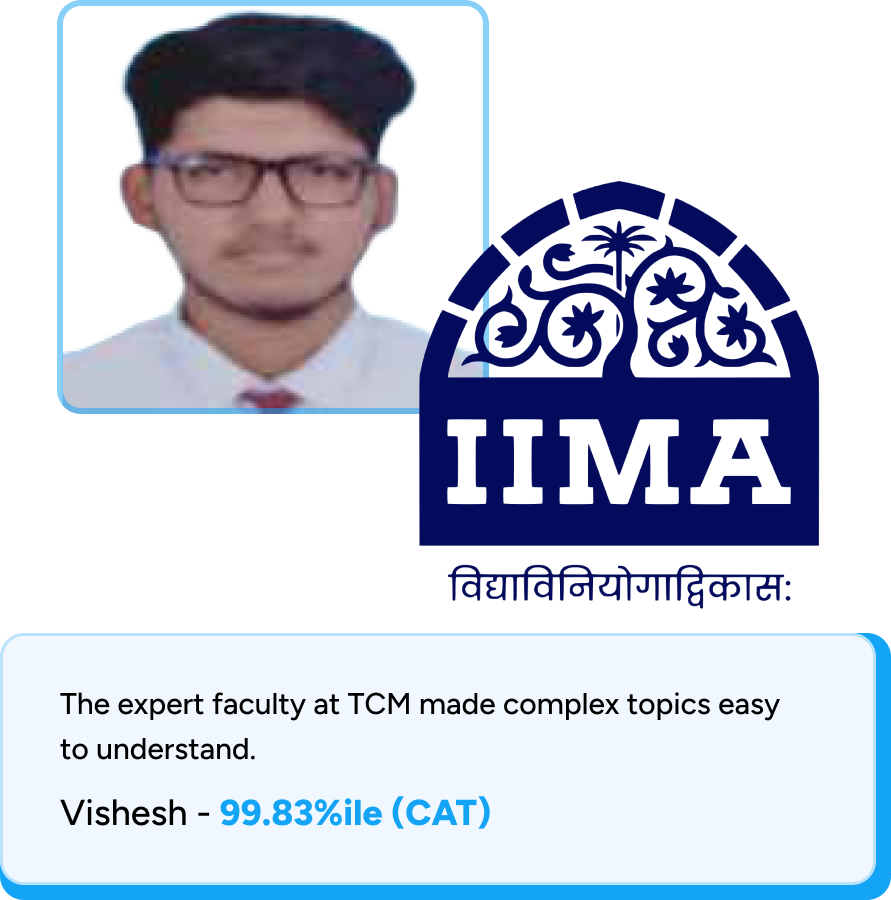 IIMA
विद्याविनियोगाद्विकास:
The expert faculty at TCM made complex topics easy
to understand.
Vishesh - 99.83%ile (CAT)